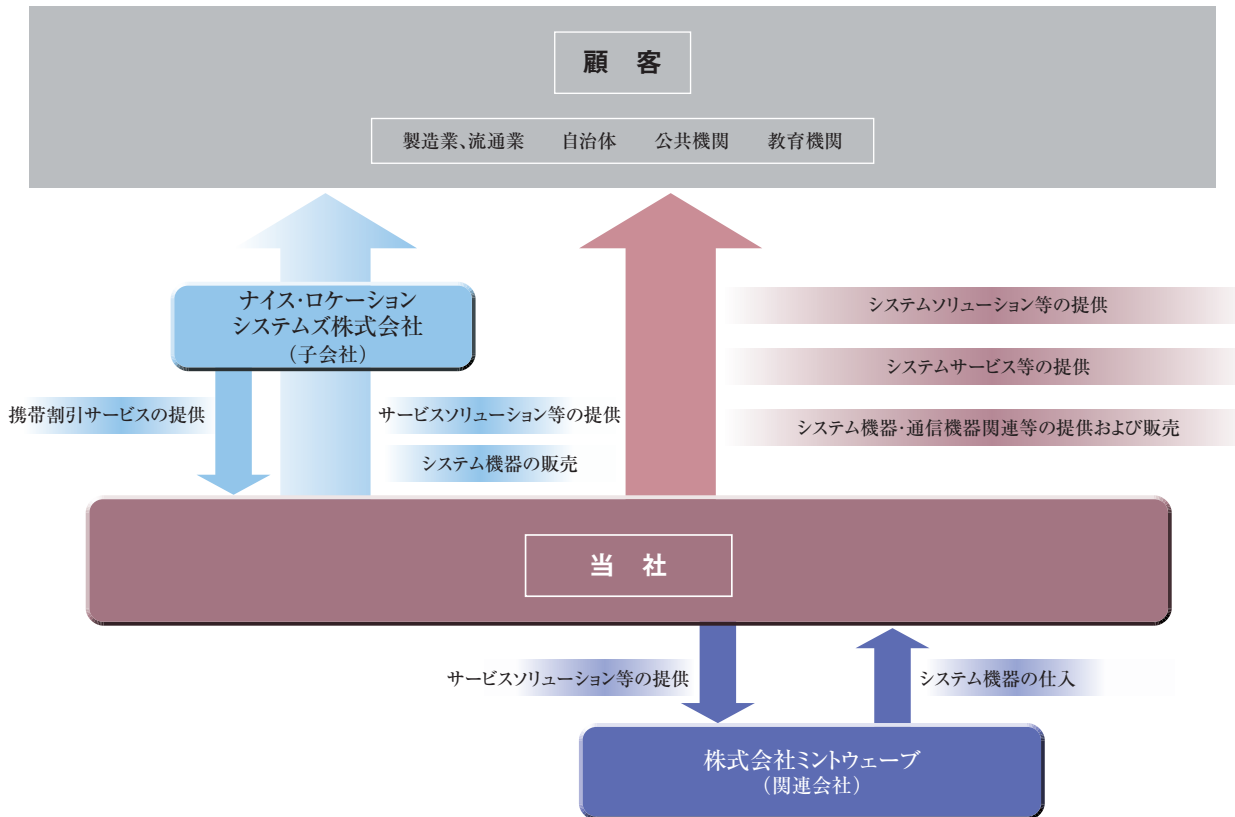 顧 客
製造業、流通業 自治体 公共機関 教育機関
ナイス・ロケーション
システムズ株式会社
（子会社）
システムソリューション等の提供
システムサービス等の提供
携帯割引サービスの提供
サービスソリューション等の提供
システム機器・通信機器関連等の提供および販売
システム機器の販売
当 社
サービスソリューション等の提供
システム機器の仕入
株式会社ミントウェーブ
（関連会社）